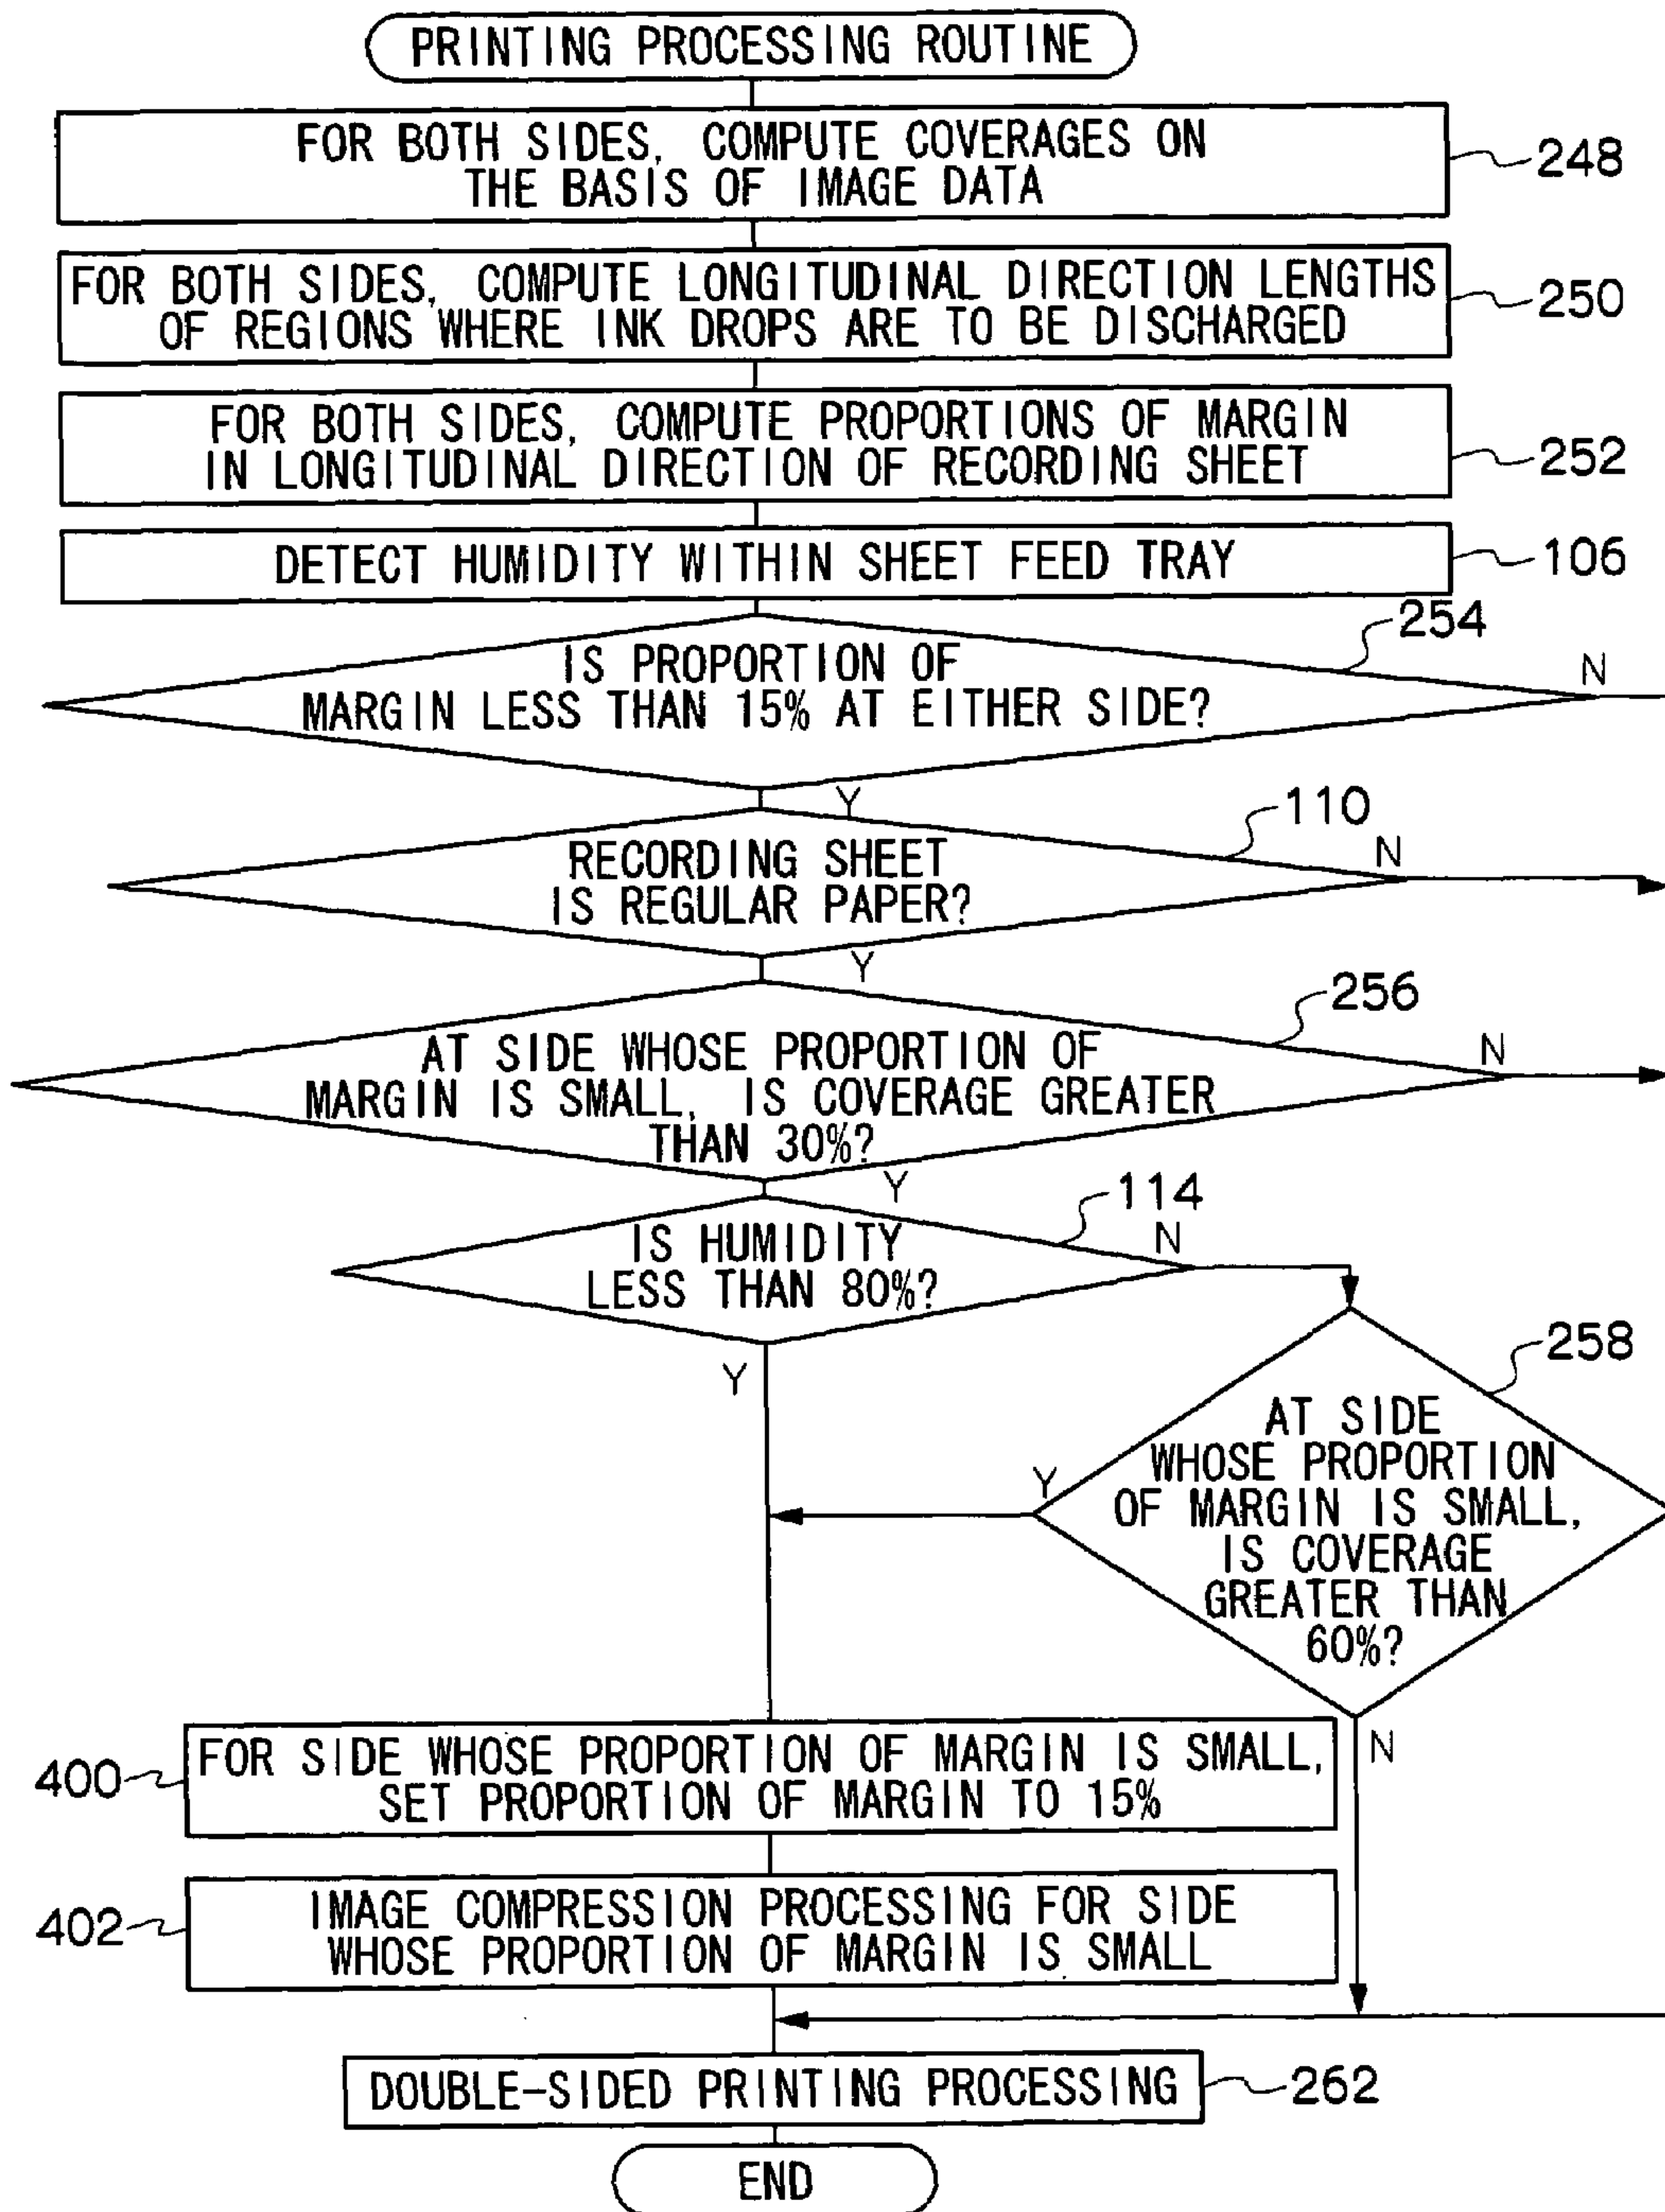 PRINTING PROCESSING ROUTINE
FOR BOTH SIDES, COMPUTE COVERAGES ON
THE BASIS OF IMAGE DATA
248
FOR BOTH SIDES, COMPUTE LONGITUDINAL DIRECTION LENGTHS
OF REGIONS WHERE INK DROPS ARE TO BE DISCHARGED
250
FOR BOTH SIDES, COMPUTE PROPORTIONS OF MARGIN
IN LONGITUDINAL DIRECTION OF RECORDING SHEET
252
DETECT HUMIDITY WITHIN SHEET FEED TRAY
106
254
IS PROPORTION OF
MARGIN LESS THAN 15% AT EITHER SIDE?
N
Y
110
RECORDING SHEET
IS REGULAR PAPER?
N
Y
256
AT SIDE WHOSE PROPORTION OF
MARGIN IS SMALL, IS COVERAGE GREATER
THAN 30%?
N
Y
114
IS HUMIDITY
LESS THAN 80%?
N
Y
258
AT SIDE
WHOSE PROPORTION
OF MARGIN IS SMALL,
IS COVERAGE
GREATER THAN
60%?
Y
N
400
FOR SIDE WHOSE PROPORTION OF MARGIN IS SMALL,
SET PROPORTION OF MARGIN TO 15%
402
IMAGE COMPRESSION PROCESSING FOR SIDE
WHOSE PROPORTION OF MARGIN IS SMALL
DOUBLE-SIDED PRINTING PROCESSING
262
END